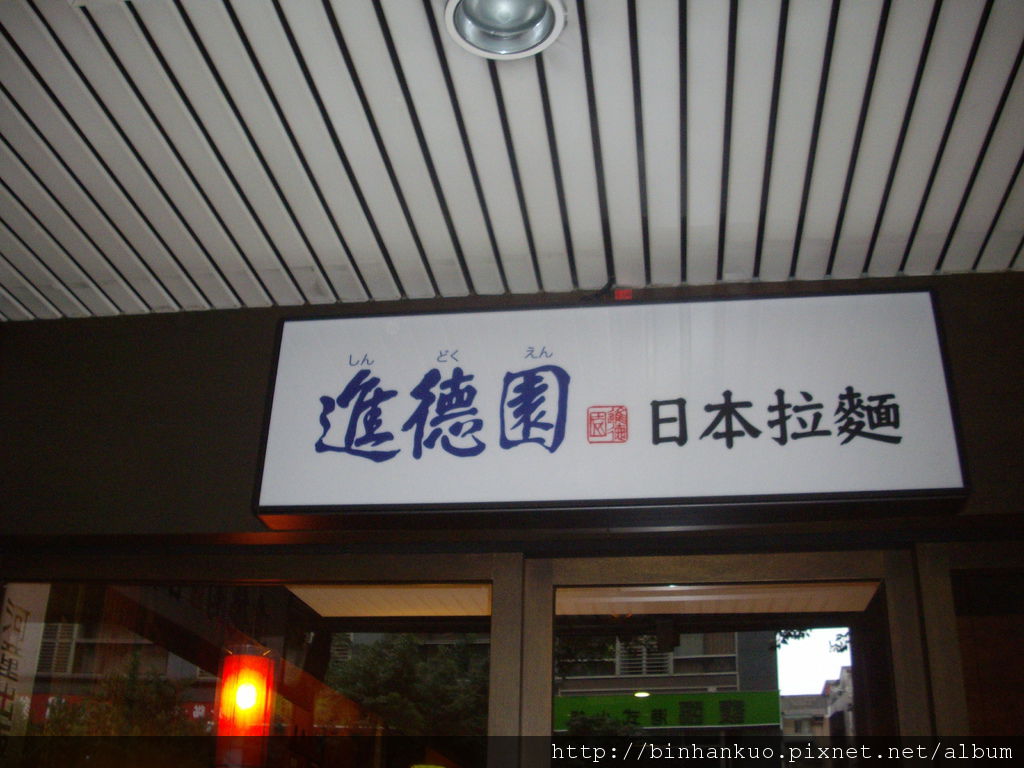 しん どく えん
進德園 日本拉麵
http://binhankuo.pixnet.net/album